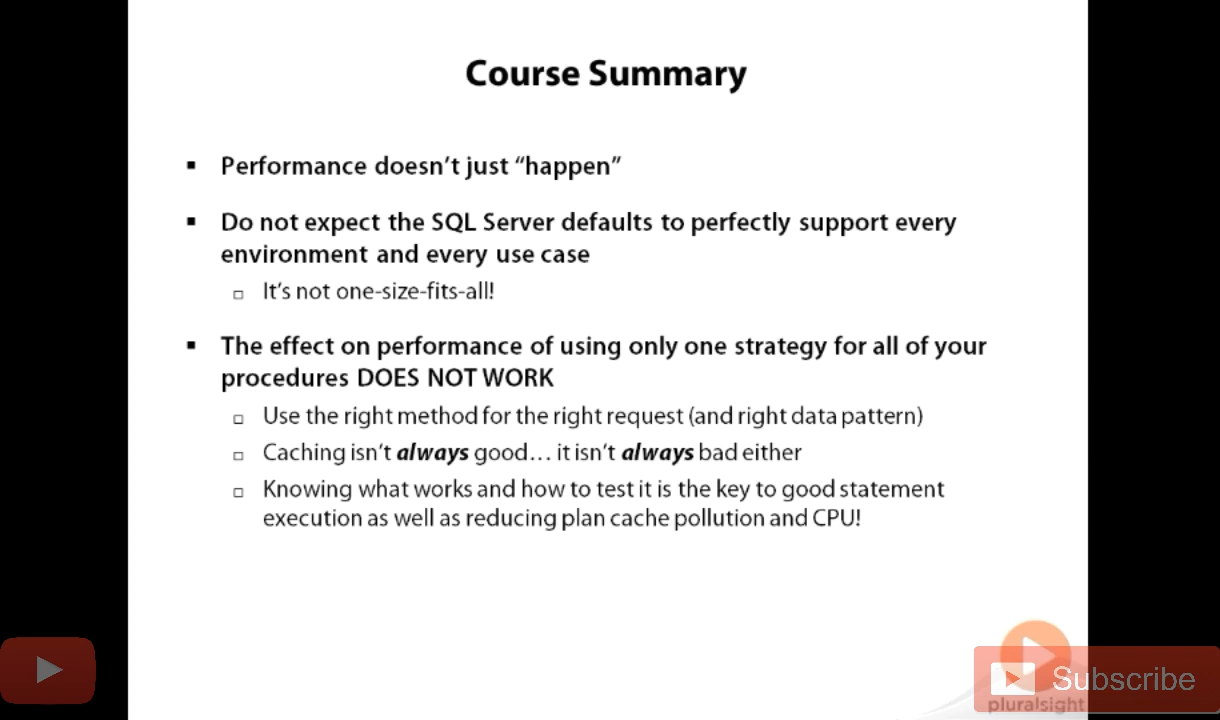 Course Summary
Performance doesn't just “happen”
Do not expect the SQL Server defaults to perfectly support every
environment and every use case
It's not one-size-fits-all!
The effect on performance of using only one strategy for all of your
procedures DOES NOT WORK
Use the right method for the right request (and right data pattern)
Caching isn't always good… it isn't always bad either
Knowing what works and how to test it is the key to good statement
execution as well as reducing plan cache pollution and CPU!
Subscribe
pluralsight